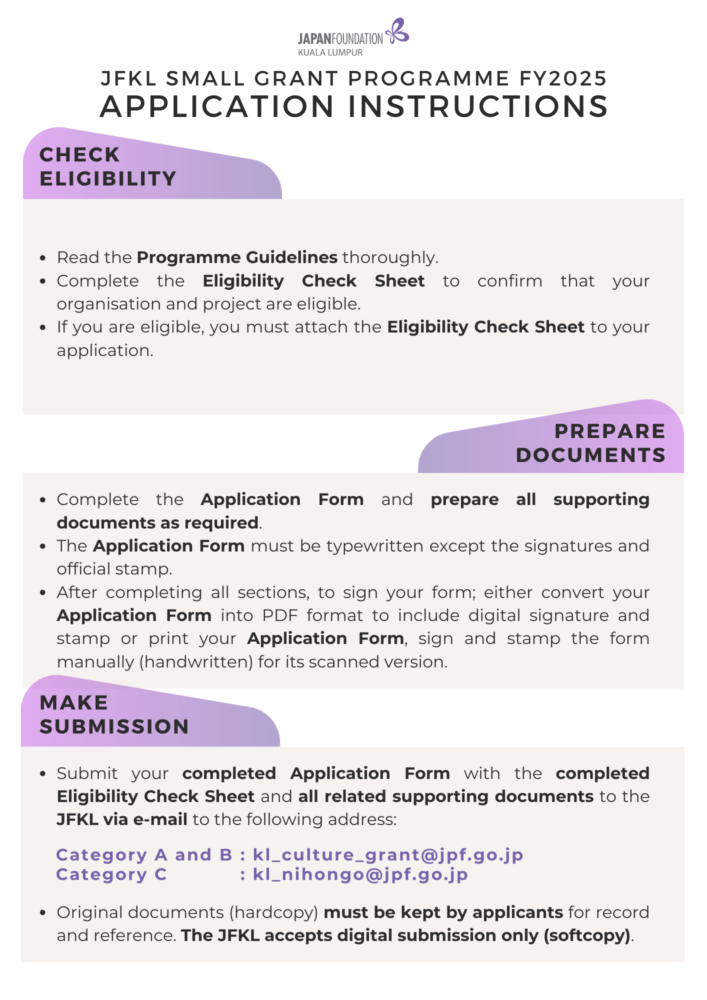 JAPANFOUNDATION
KUALA LUMPUR
JFKL SMALL GRANT PROGRAMME FY2025
APPLICATION INSTRUCTIONS
CHECK
ELIGIBILITY
• Read the Programme Guidelines thoroughly.
• Complete the Eligibility Check Sheet to confirm that your
organisation and project are eligible.
• If you are eligible, you must attach the Eligibility Check Sheet to your
application.
PREPARE
DOCUMENTS
• Complete the Application Form and prepare all supporting
documents as required.
• The Application Form must be typewritten except the signatures and
official stamp.
• After completing all sections, to sign your form; either convert your
Application Form into PDF format to include digital signature and
stamp or print your Application Form, sign and stamp the form
manually (handwritten) for its scanned version.
MAKE
SUBMISSION
• Submit your completed Application Form with the completed
Eligibility Check Sheet and all related supporting documents to the
JFKL via e-mail to the following address:
Category A and B : kl_culture_grant@jpf.go.jp
Category C : kl_nihongo@jpf.go.jp
• Original documents (hardcopy) must be kept by applicants for record
and reference. The JFKL accepts digital submission only (softcopy).